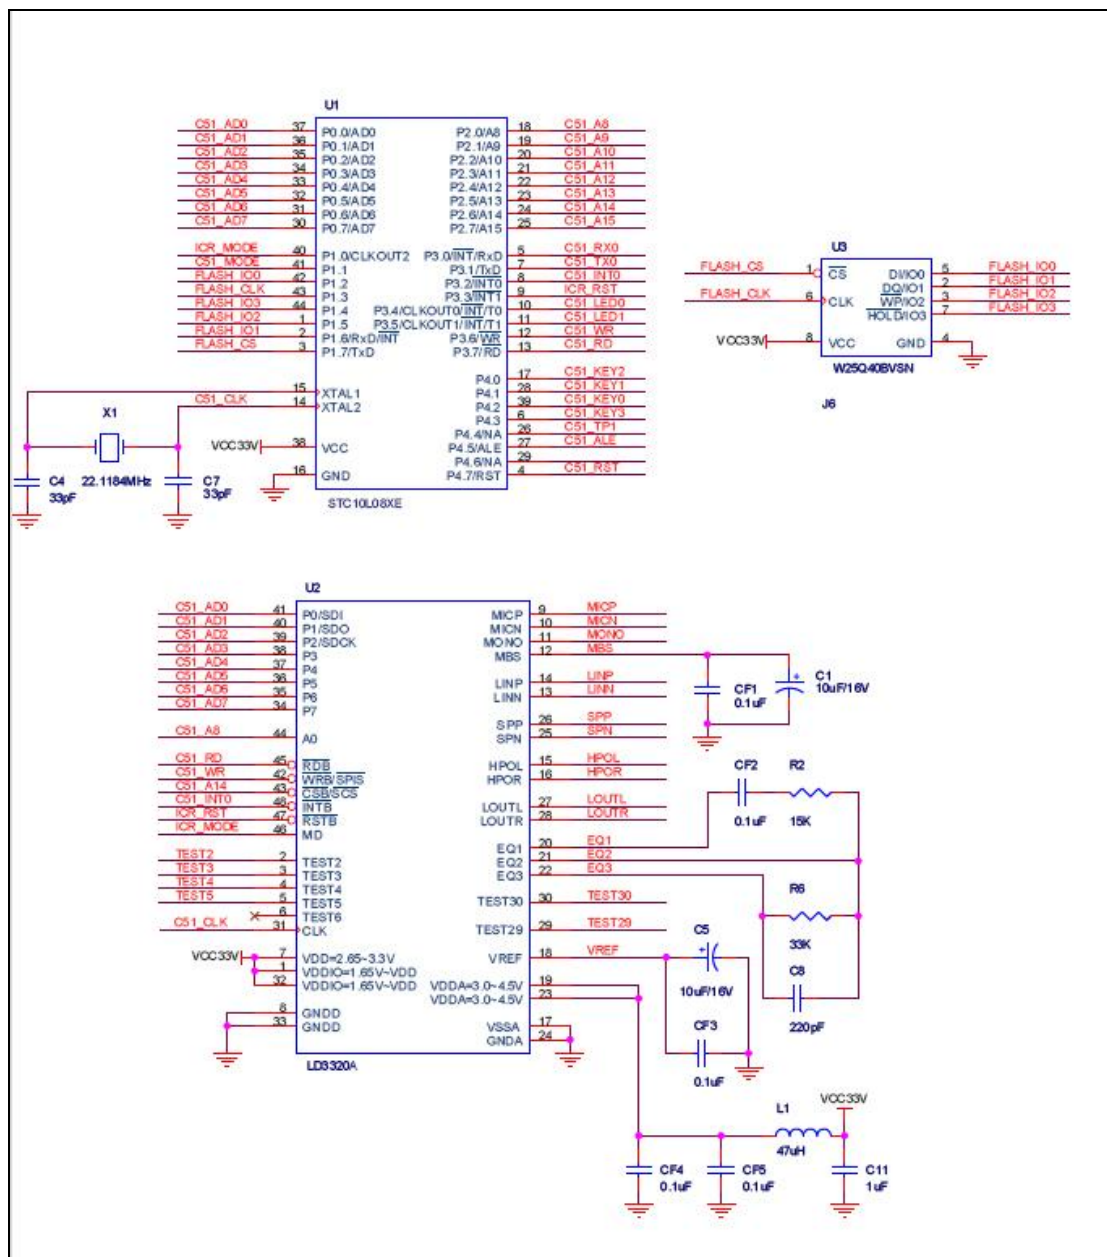 U1
C51_AD0 37 P0.0/AD0 P2.0/A8 18 C51_A8
C51_AD1 36 P0.1/AD1 P2.1/A9 19 C51_A9
C51_AD2 35 P0.2/AD2 P2.2/A10 20 C51_A10
C51_AD3 34 P0.3/AD3 P2.3/A11 21 C51_A11
C51_AD4 33 P0.4/AD4 P2.4/A12 22 C51_A12
C51_AD5 32 P0.5/AD5 P2.5/A13 23 C51_A13
C51_AD6 31 P0.6/AD6 P2.6/A14 24 C51_A14
C51_AD7 30 P0.7/AD7 P2.7/A15 25 C51_A15
ICR_MODE 40 P1.0/CLKOUT2 P3.0/INT/RxD 5 C51_RX0
C51_MODE 41 P1.1 P3.1/TxD 7 C51_TX0
FLASH_IO0 42 P1.2 P3.2/INT0 8 C51_INT0
FLASH_CLK 43 P1.3 P3.3/INT1 9 ICR_RST
FLASH_IO3 44 P1.4 P3.4/CLKOUT0/INT/T0 10 C51_LED0
FLASH_IO2 1 P1.5 P3.5/CLKOUT1/INT/T1 11 C51_LED1
FLASH_IO1 2 P1.6/RxD/INT P3.6/WR 12 C51_WR
FLASH_CS 3 P1.7/TxD P3.7/RD 13 C51_RD
15 XTAL1 P4.0 17 C51_KEY2
C51_CLK 14 XTAL2 P4.1 28 C51_KEY1
P4.2 39 C51_KEY0
P4.3 6 C51_KEY3
P4.4/NA 26 C51_TP1
VCC33V 38 VCC P4.5/ALE 27 C51_ALE
P4.6/NA 29
16 GND P4.7/RST 4 C51_RST
STC10L08XE
X1
22.1184MHz
C4
33pF
C7
33pF
U3
FLASH_CS 1 CS DI/IO0 5 FLASH_IO0
DQ/IO1 2 FLASH_IO1
FLASH_CLK 6 CLK WP/IO2 3 FLASH_IO2
HOLD/IO3 7 FLASH_IO3
VCC33V 8 VCC GND 4
W25Q40BVSN
J6
U2
C51_AD0 41 P0/SDI MICP 9 MICP
C51_AD1 40 P1/SDO MICN 10 MICN
C51_AD2 39 P2/SDCK MONO 11 MONO
C51_AD3 38 P3 MBS 12 MBS
C51_AD4 37 P4
C51_AD5 36 P5 LINP 14 LINP
C51_AD6 35 P6 LINN 13 LINN
C51_AD7 34 P7
SPP 26 SPP
C51_A8 44 A0 SPN 25 SPN
C51_RD 45 RDB HPOL 15 HPOL
C51_WR 42 WRB/SPIS HPOR 16 HPOR
C51_A14 43 CSB/SCS
C51_INT0 48 INTB LOUTL 27 LOUTL
ICR_RST 47 RSTB LOUTR 28 LOUTR
ICR_MODE 46 MD
EQ1 20 EQ1
TEST2 2 TEST2 EQ2 21 EQ2
TEST3 3 TEST3 EQ3 22 EQ3
TEST4 4 TEST4
TEST5 5 TEST5 TEST30 30 TEST30
6 TEST6
C51_CLK 31 CLK TEST29 29 TEST29
VCC33V 7 VDD=2.65~3.3V VREF 18 VREF
1 VDDIO=1.65V~VDD
32 VDDIO=1.65V~VDD VDDA=3.0~4.5V 19
VDDA=3.0~4.5V 23
8 GNDD
33 GNDD VSSA 17
GNDA 24
LD3320A
CF1
0.1uF
C1
10uF/16V
CF2
0.1uF
R2
15K
R6
33K
C8
220pF
C5
10uF/16V
CF3
0.1uF
VCC33V
L1
47uH
CF4
0.1uF
CF5
0.1uF
C11
1uF